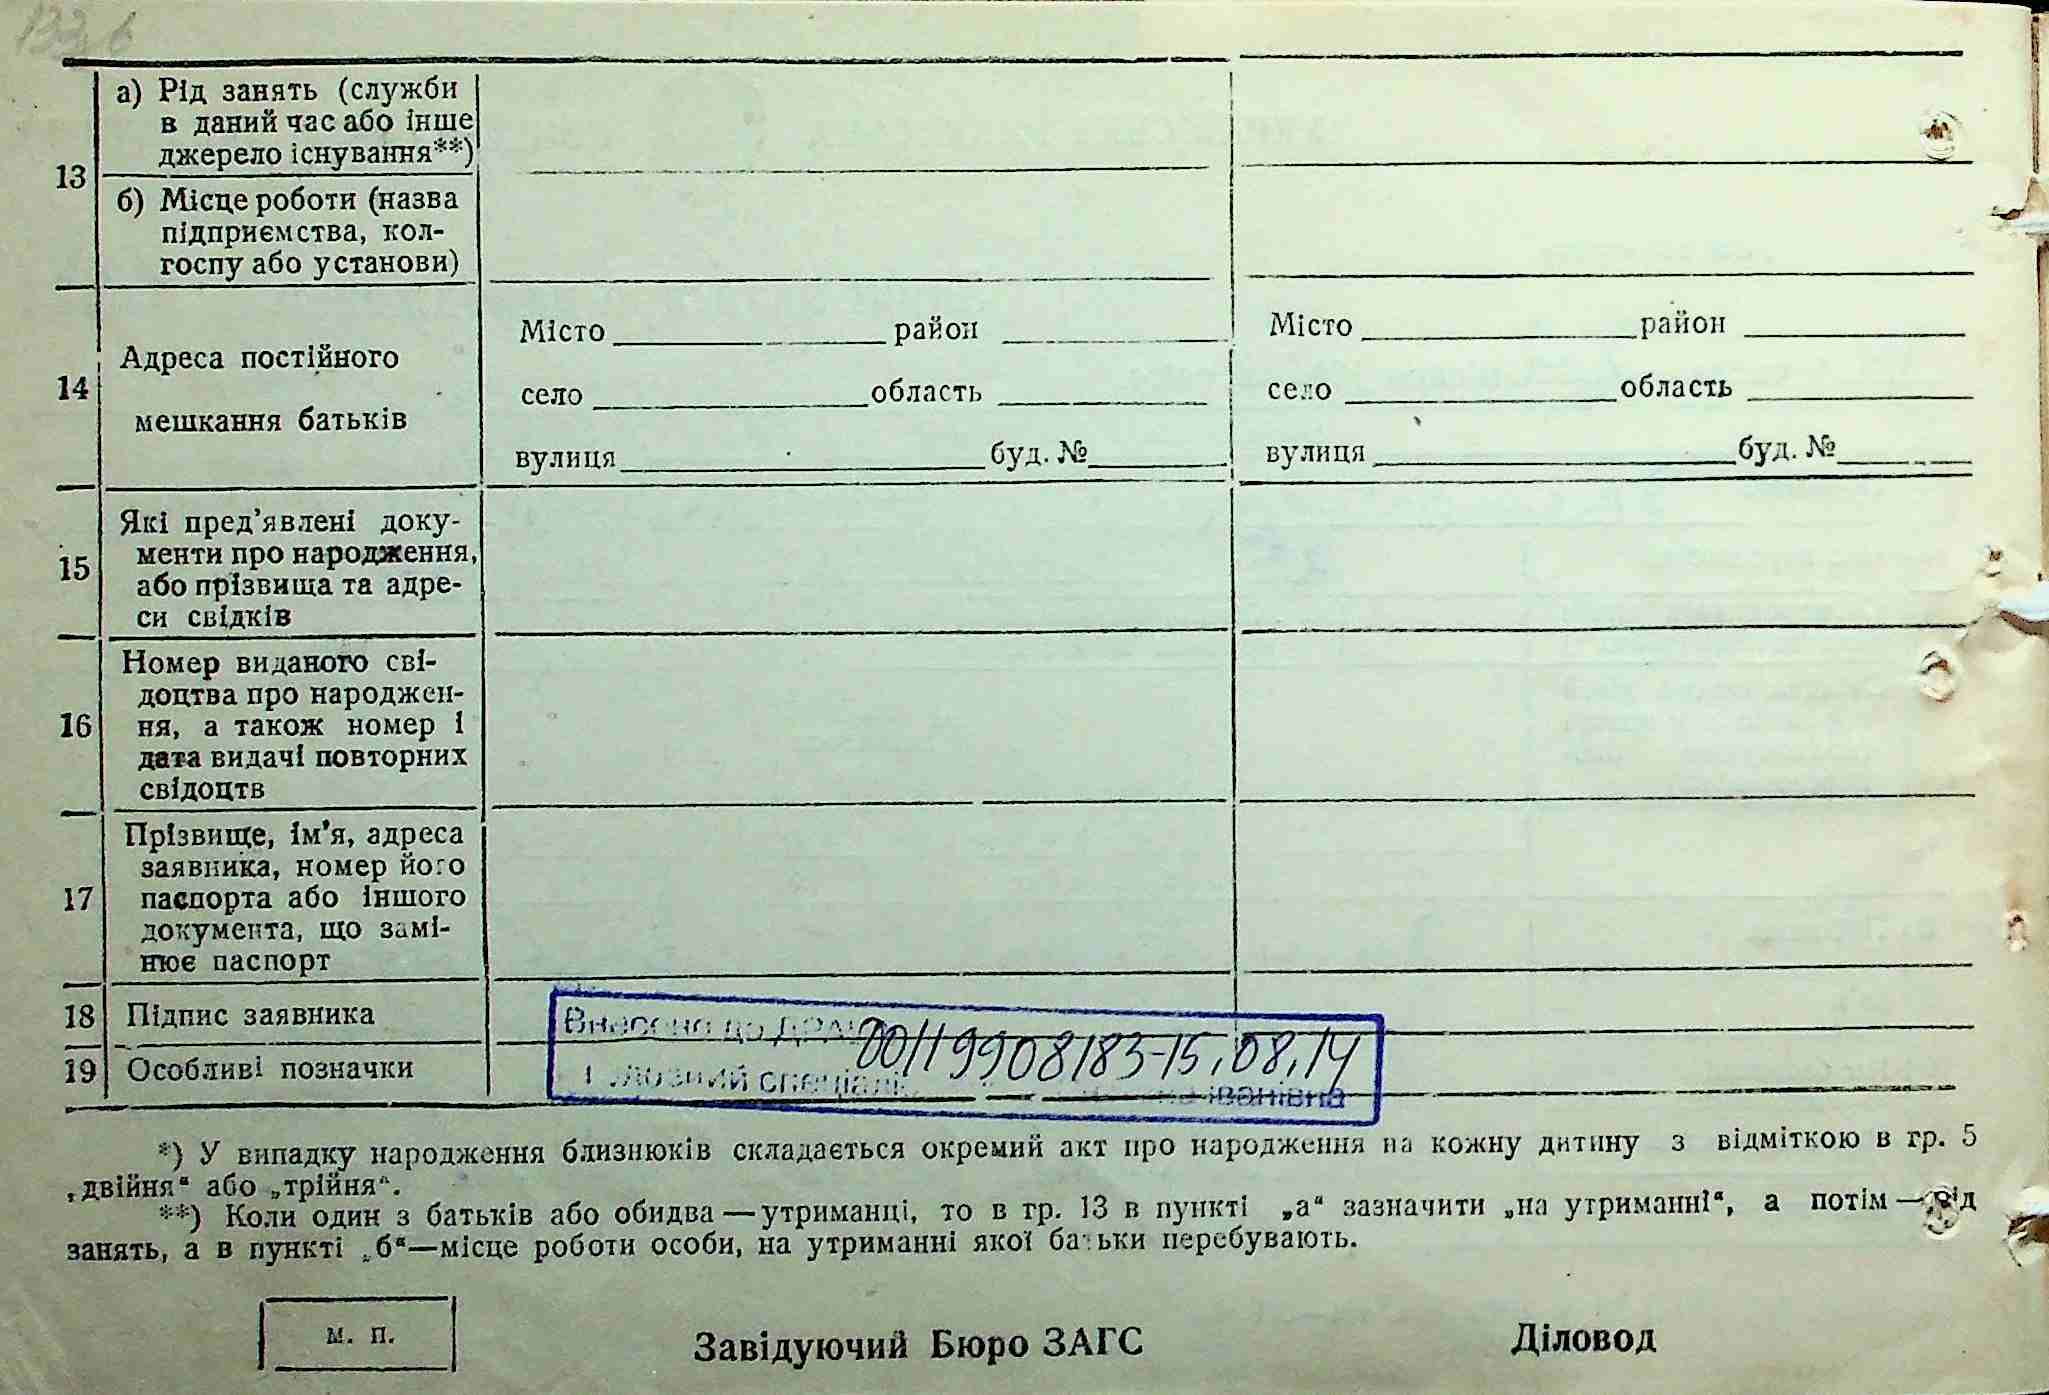 а) Рід занять (служби
в даний час або інше
джерело існування**)
13
б) Місце роботи (назва
підприємства, кол-
госпу або установи)
14
Адреса постійного
мешкання батьків
Місто район
село область
вулиця буд. №
Місто район
село область
вулиця буд. №
15
Які пред’явлені доку-
менти про народження,
або прізвища та адре-
си свідків
16
Номер виданого сві-
доцтва про народжен-
ня, а також номер і
дата видачі повторних
свідоцтв
17
Прізвище, ім’я, адреса
заявника, номер його
паспорта або іншого
документа, що замі-
нює паспорт
18 Підпис заявника
19 Особливі позначки
Внесено до
00119908183-15.08.14
Головний спеціаліст
Іванівна
*) У випадку народження близнюків складається окремий акт про народження на кожну дитину з відміткою в гр. 5
„двійня“ або „трійня“.
**) Коли один з батьків або обидва — утриманці, то в гр. 13 в пункті „а“ зазначити „на утриманні“, а потім — рід
занять, а в пункті „б“—місце роботи особи, на утриманні якої батьки перебувають.
м. п.
Завідуючий Бюро ЗАГС
Діловод